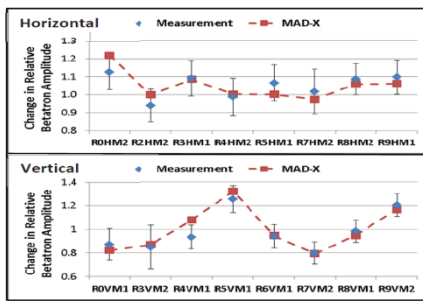 Horizontal
Measurement MAD-X
Change in Relative
Betatron Amplitude
1.3
1.2
1.1
1.0
0.9
0.8
R0HM2 R2HM2 R3HM1 R4HM2 R5HM1 R7HM2 R8HM2 R9HM1
Vertical
Measurement MAD-X
Change in Relative
Betatron Amplitude
1.4
1.2
1
0.8
0.6
R0VM1 R3VM2 R4VM1 R5VM1 R6VM1 R7VM2 R8VM1 R9VM2